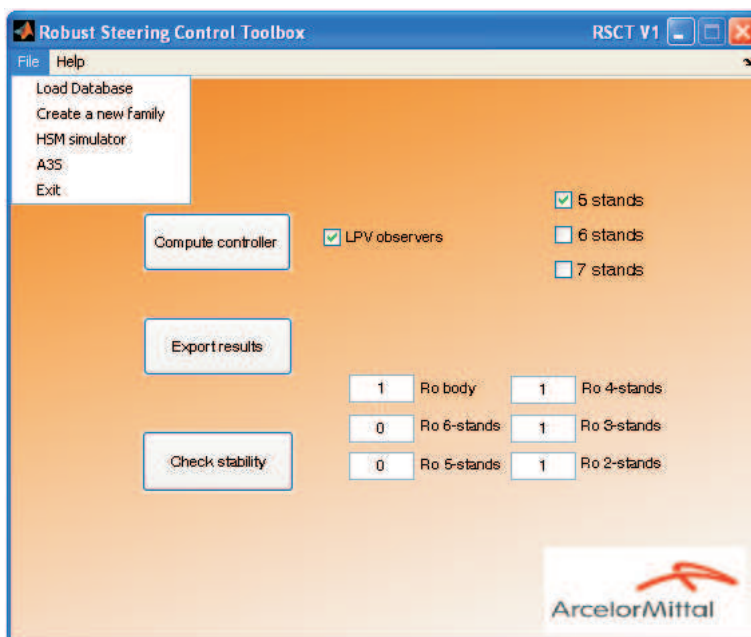 Robust Steering Control Toolbox RSCT V1
File Help
Load Database
Create a new family
HSM simulator
A3S
Exit
5 stands
Compute controller LPV observers 6 stands
7 stands
Export results
1 Ro body 1 Ro 4-stands
0 Ro 6-stands 1 Ro 3-stands
Check stability 0 Ro 5-stands 1 Ro 2-stands
ArcelorMittal